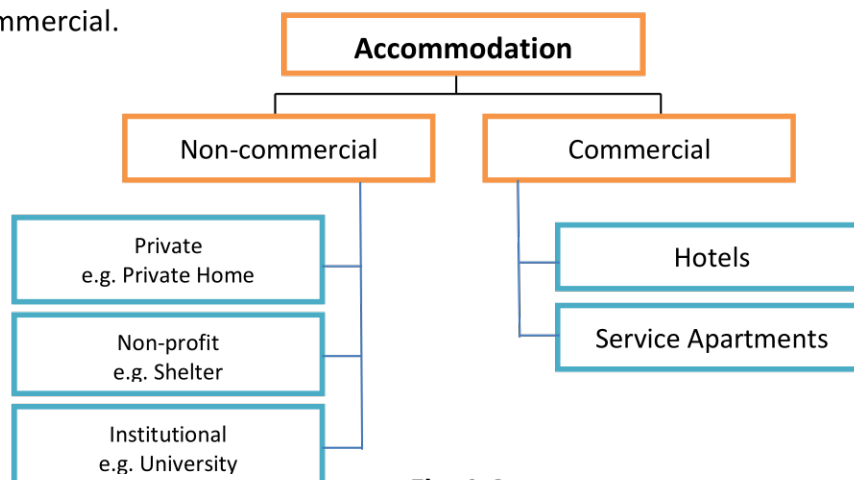 mmercial.
Accommodation
Non-commercial
Commercial
Private
e.g. Private Home
Hotels
Non-profit
e.g. Shelter
Service Apartments
Institutional
e.g. University